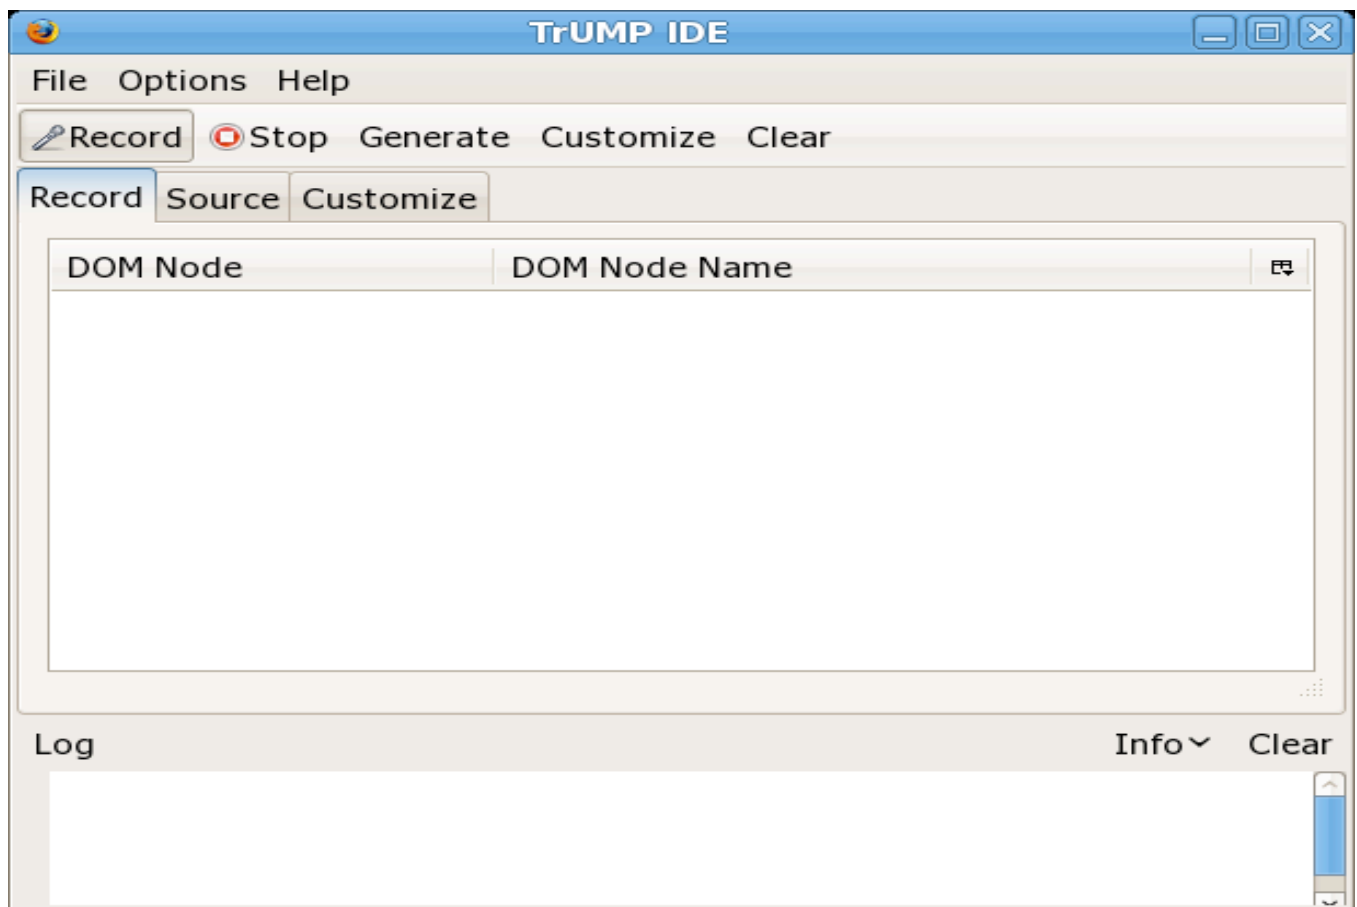 TrUMP IDE
File Options Help
Record Stop Generate Customize Clear
Record Source Customize
DOM Node DOM Node Name
Log Info Clear